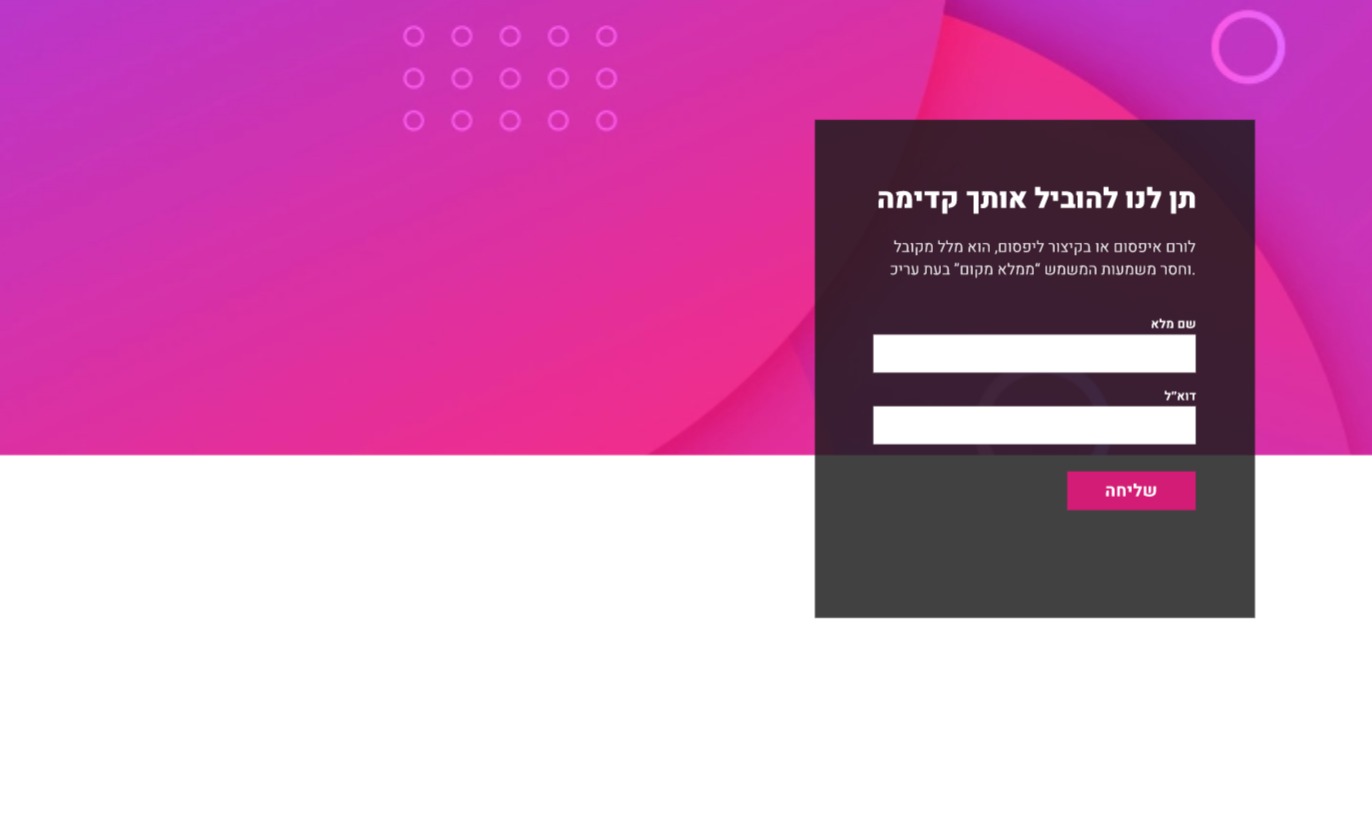 תן לנו להוביל אותך קדימה
לורם איפסום או בקיצור ליפסום, הוא מלל מקובל
.וחסר משמעות המשמש “ממלא מקום” בעת עריכ
שם מלא
דוא״ל
שליחה